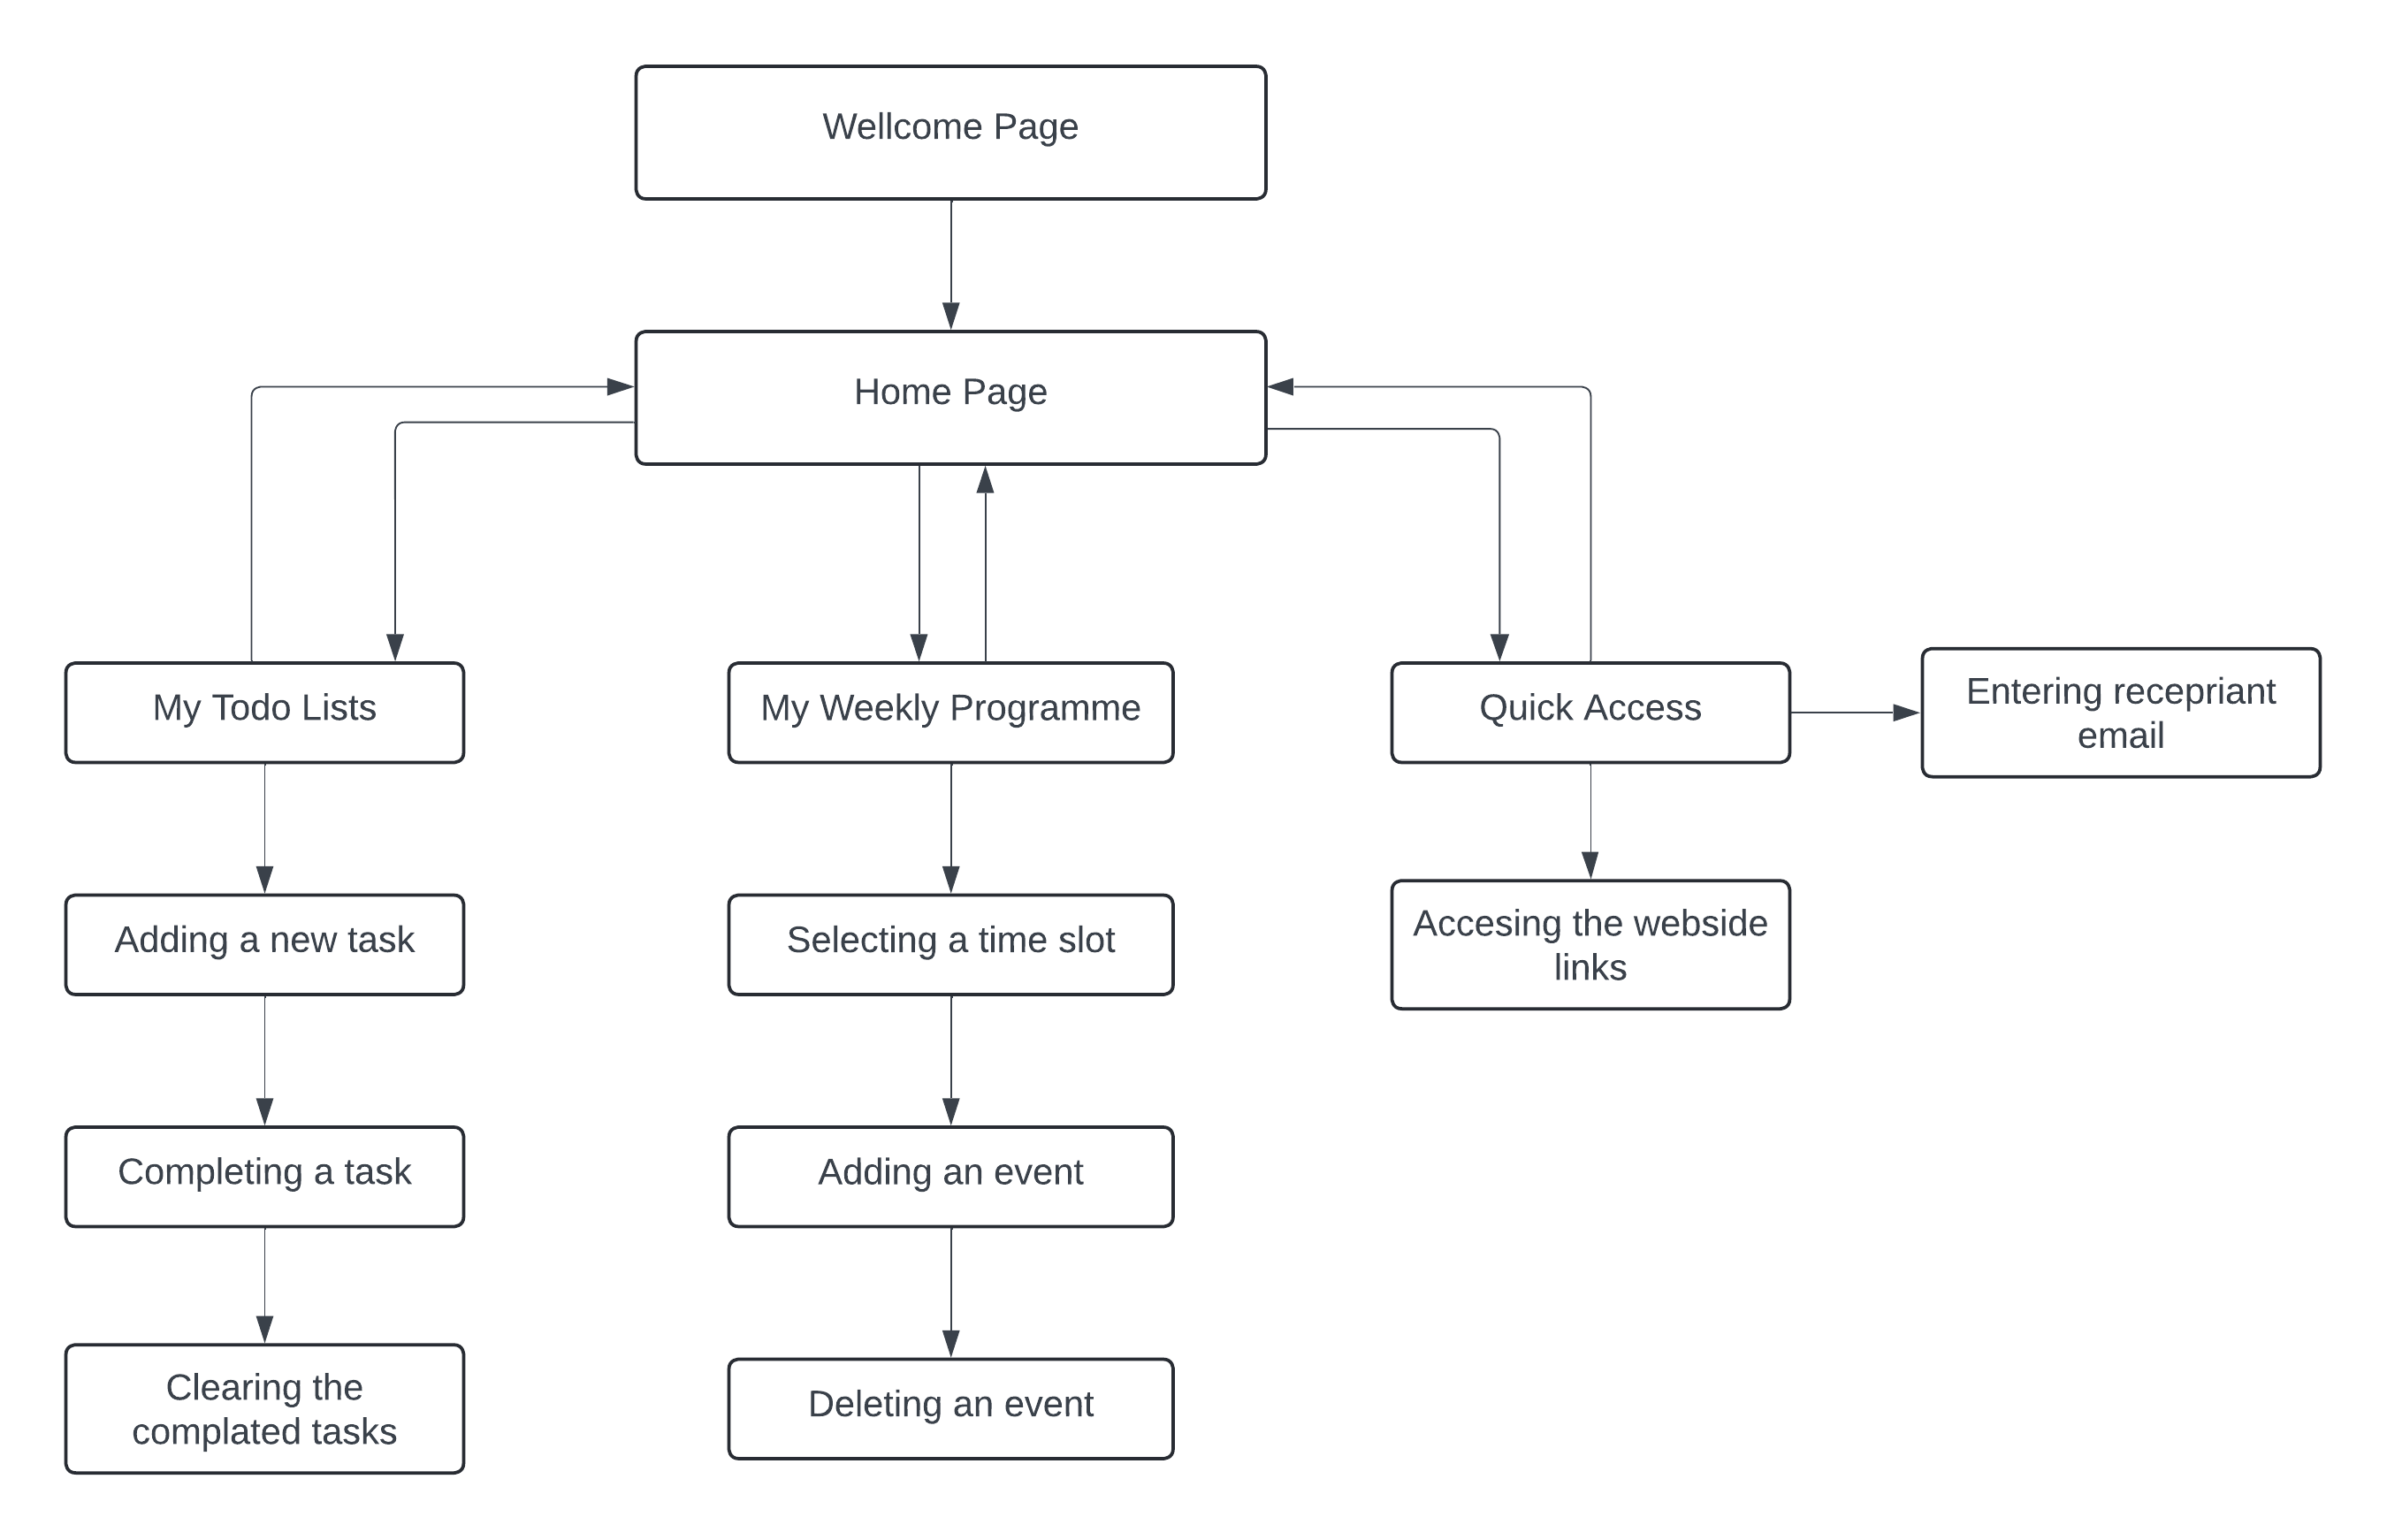 Wellcome Page
Home Page
My Todo Lists
My Weekly Programme
Quick Access
Entering recepriant
email
Adding a new task
Selecting a time slot
Accesing the webside
links
Completing a task
Adding an event
Clearing the
complated tasks
Deleting an event